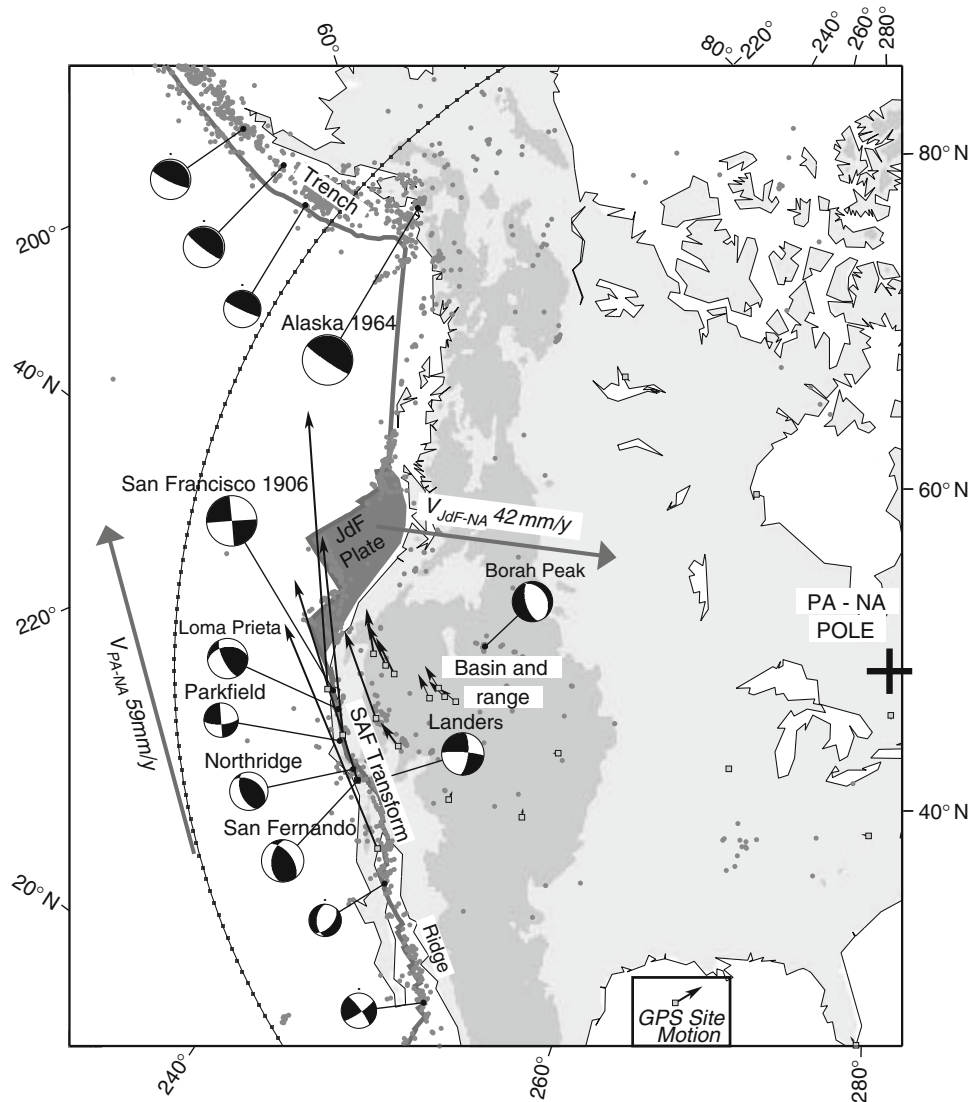 60°
80°
220°
240°
260°
280°
80° N
Trench
200°
Alaska 1964
40° N
San Francisco 1906
60° N
V JdF-NA 42 mm/y
JdF
Plate
Borah Peak
PA - NA
POLE
220°
Loma Prieta
V PA-NA 59mm/y
Parkfield
Basin and
range
Landers
SAF Transform
Northridge
San Fernando
40° N
20° N
Ridge
GPS Site
Motion
240°
260°
280°